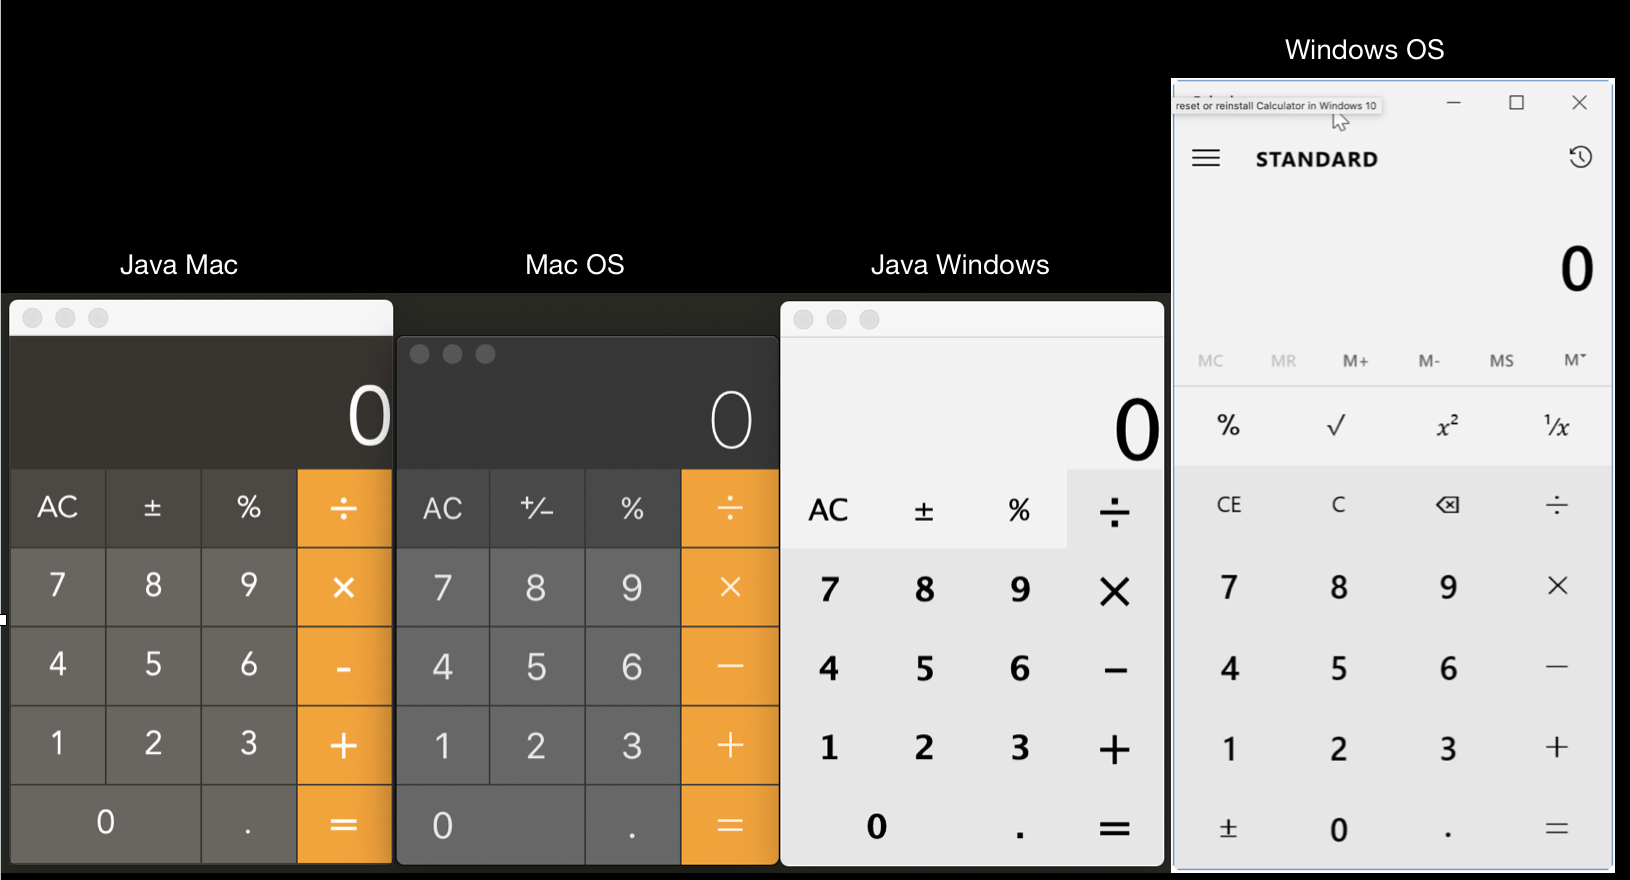 Windows OS
reset or reinstall Calculator in Windows 10
STANDARD
0
MC MR M+ M- MS M˅
% √ x² ¹/x
CE C ⌫ ÷
7 8 9 ×
4 5 6 −
1 2 3 +
± 0 . =
Java Mac
0
AC ± % ÷
7 8 9 ×
4 5 6 -
1 2 3 +
0 . =
Mac OS
0
AC +/− % ÷
7 8 9 ×
4 5 6 −
1 2 3 +
0 . =
Java Windows
0
AC ± % ÷
7 8 9 ×
4 5 6 −
1 2 3 +
0 . =